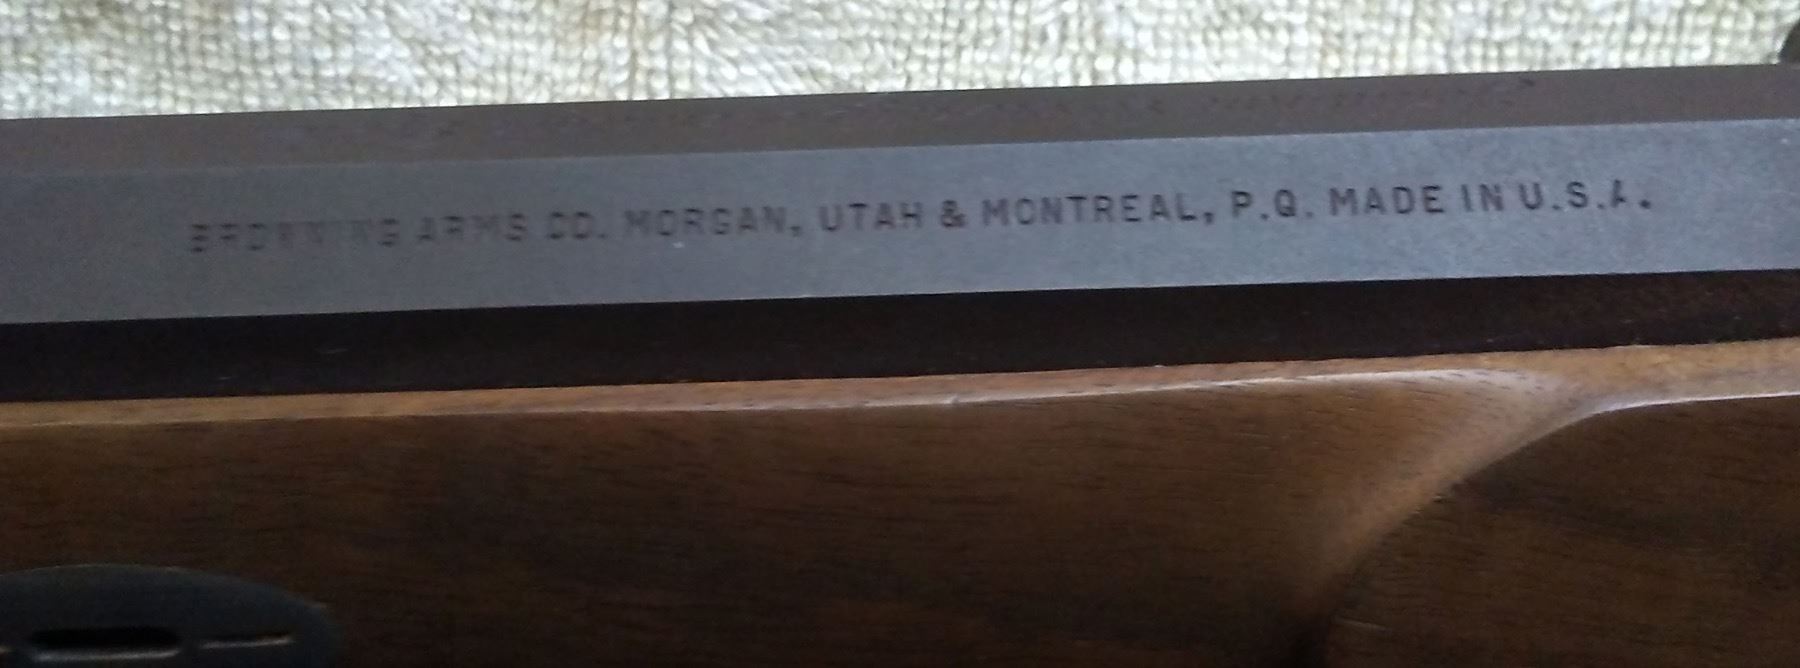 BROWNING ARMS CO. MORGAN, UTAH & MONTREAL, P.Q. MADE IN U.S.A.